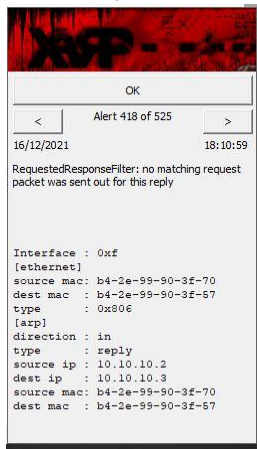 XARP
OK
<
Alert 418 of 525
>
16/12/2021 18:10:59
RequestedResponseFilter: no matching request
packet was sent out for this reply
Interface : 0xf
[ethernet]
source mac: b4-2e-99-90-3f-70
dest mac : b4-2e-99-90-3f-57
type : 0x806
[arp]
direction : in
type : reply
source ip : 10.10.10.2
dest ip : 10.10.10.3
source mac: b4-2e-99-90-3f-70
dest mac : b4-2e-99-90-3f-57